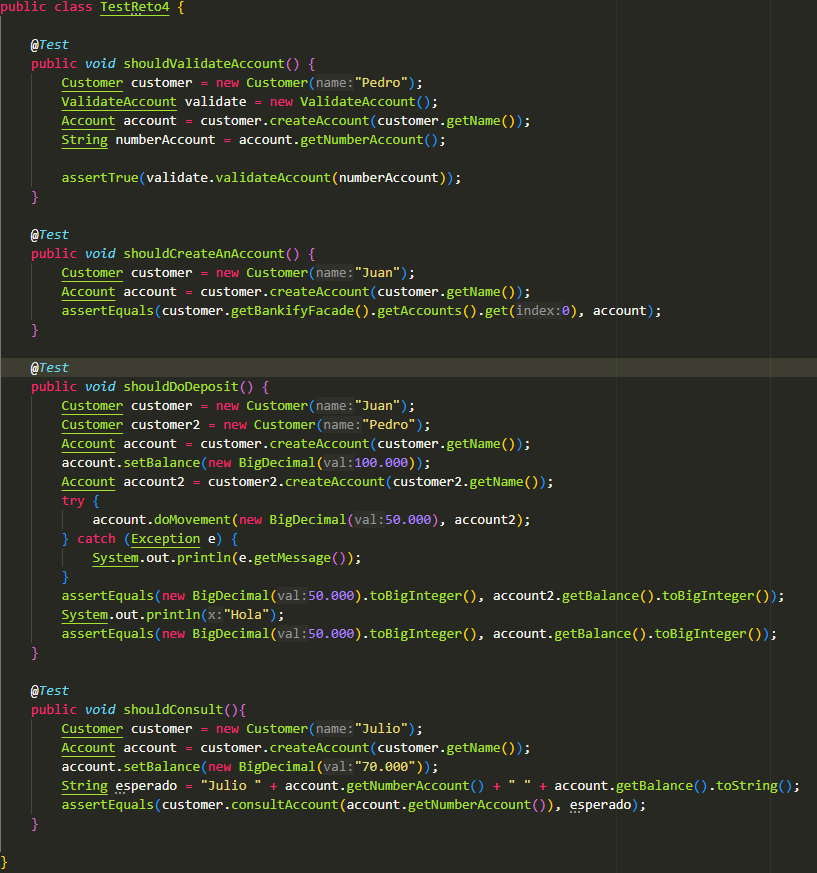 public class TestReto4 {
@Test
public void shouldValidateAccount() {
Customer customer = new Customer(name:"Pedro");
ValidateAccount validate = new ValidateAccount();
Account account = customer.createAccount(customer.getName());
String numberAccount = account.getNumberAccount();
assertTrue(validate.validateAccount(numberAccount));
}
@Test
public void shouldCreateAnAccount() {
Customer customer = new Customer(name:"Juan");
Account account = customer.createAccount(customer.getName());
assertEquals(customer.getBankifyFacade().getAccounts().get(index:0), account);
}
@Test
public void shouldDoDeposit() {
Customer customer = new Customer(name:"Juan");
Customer customer2 = new Customer(name:"Pedro");
Account account = customer.createAccount(customer.getName());
account.setBalance(new BigDecimal(val:100.000));
Account account2 = customer2.createAccount(customer2.getName());
try {
account.doMovement(new BigDecimal(val:50.000), account2);
} catch (Exception e) {
System.out.println(e.getMessage());
}
assertEquals(new BigDecimal(val:50.000).toBigInteger(), account2.getBalance().toBigInteger());
System.out.println(x:"Hola");
assertEquals(new BigDecimal(val:50.000).toBigInteger(), account.getBalance().toBigInteger());
}
@Test
public void shouldConsult(){
Customer customer = new Customer(name:"Julio");
Account account = customer.createAccount(customer.getName());
account.setBalance(new BigDecimal(val:"70.000"));
String esperado = "Julio " + account.getNumberAccount() + " " + account.getBalance().toString();
assertEquals(customer.consultAccount(account.getNumberAccount()), esperado);
}
}